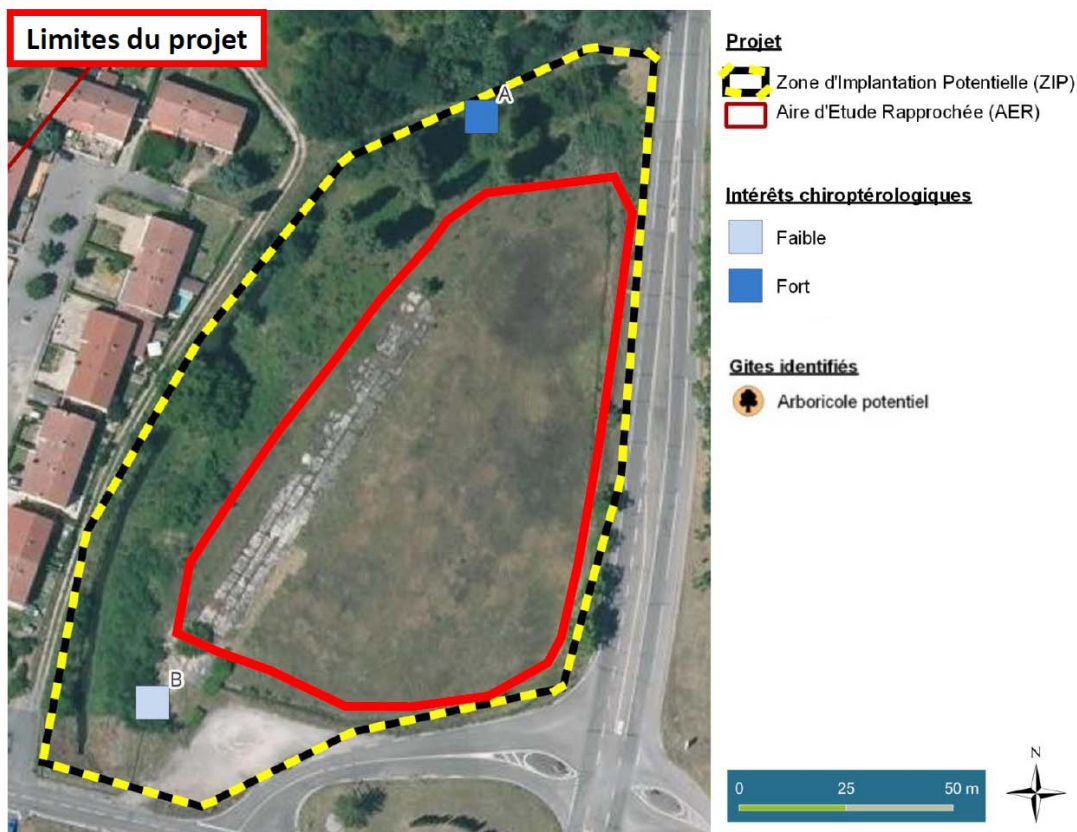 Limites du projet
A
B
Projet
Zone d'Implantation Potentielle (ZIP)
Aire d'Etude Rapprochée (AER)
Intérêts chiroptérologiques
Faible
Fort
Gites identifiés
Arboricole potentiel
N
0 25 50 m